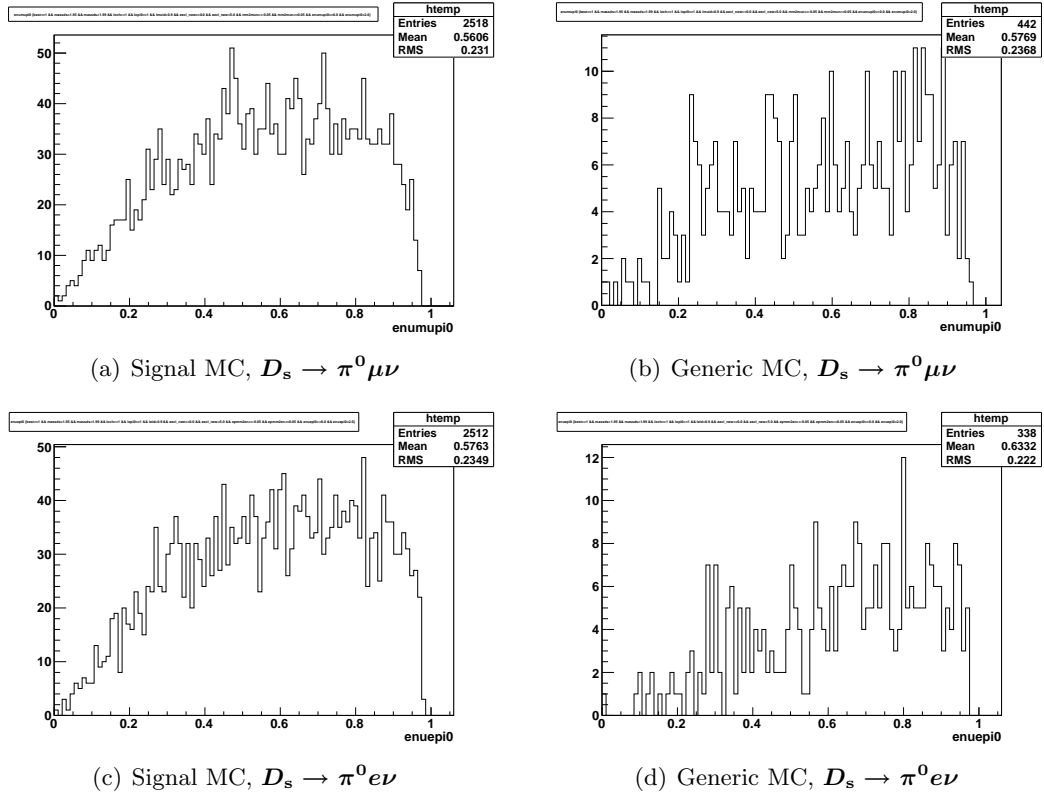 htemp
Entries 2518
Mean 0.5606
RMS 0.231
50
40
30
20
10
0
0 0.2 0.4 0.6 0.8 1
enumupi0
(a) Signal MC, Dₛ → π⁰μν
htemp
Entries 442
Mean 0.5769
RMS 0.2368
10
8
6
4
2
0
0 0.2 0.4 0.6 0.8 1
enumupi0
(b) Generic MC, Dₛ → π⁰μν
htemp
Entries 2512
Mean 0.5763
RMS 0.2349
50
40
30
20
10
0
0 0.2 0.4 0.6 0.8 1
enuepi0
(c) Signal MC, Dₛ → π⁰eν
htemp
Entries 338
Mean 0.6332
RMS 0.222
12
10
8
6
4
2
0
0 0.2 0.4 0.6 0.8 1
enuepi0
(d) Generic MC, Dₛ → π⁰eν